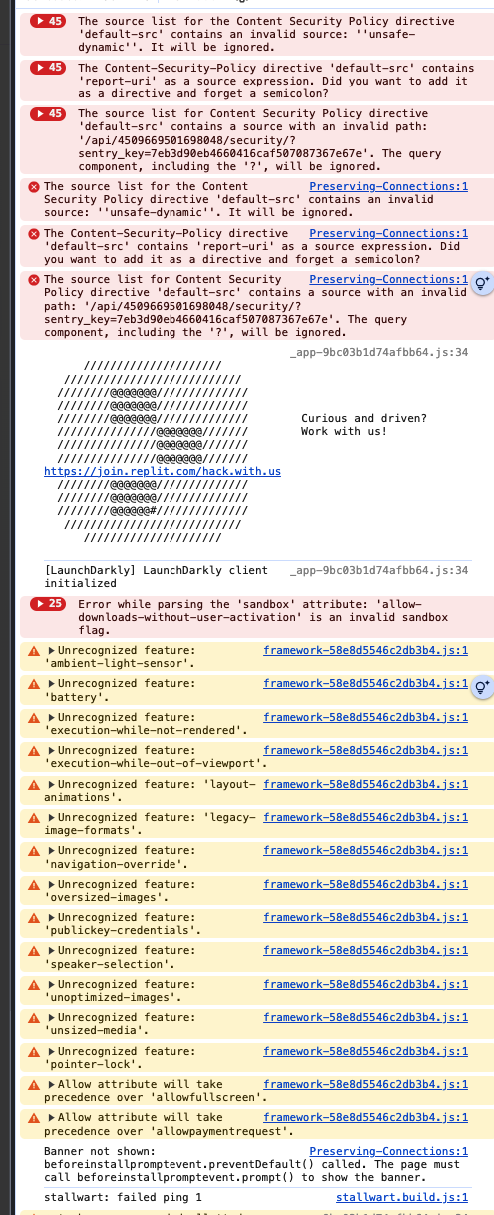 45 The source list for the Content Security Policy directive
'default-src' contains an invalid source: ''unsafe-
dynamic''. It will be ignored.
45 The Content-Security-Policy directive 'default-src' contains
'report-uri' as a source expression. Did you want to add it
as a directive and forget a semicolon?
45 The source list for Content Security Policy directive
'default-src' contains a source with an invalid path:
'/api/4509669501698048/security/?
sentry_key=7eb3d90eb4660416caf507087367e67e'. The query
component, including the '?', will be ignored.
The source list for the Content Preserving-Connections:1
Security Policy directive 'default-src' contains an invalid
source: ''unsafe-dynamic''. It will be ignored.
The Content-Security-Policy Preserving-Connections:1
directive 'default-src' contains 'report-uri' as a source expression. Did
you want to add it as a directive and forget a semicolon?
The source list for Content Security Preserving-Connections:1
Policy directive 'default-src' contains a source with an invalid
path: '/api/4509669501698048/security/?
sentry_key=7eb3d90eb4660416caf507087367e67e'. The query
component, including the '?', will be ignored.
_app-9bc03b1d74afbb64.js:34
/////////////////////
///////////////////////////
////////@@@@@@@//////////////
////////@@@@@@@//////////////
////////@@@@@@@////////////// Curious and driven?
///////////////@@@@@@@/////// Work with us!
///////////////@@@@@@@///////
///////////////@@@@@@@///////
https://join.replit.com/hack.with.us
////////@@@@@@@//////////////
////////@@@@@@@//////////////
////////@@@@@@#//////////////
///////////////////////////
/////////////////////
[LaunchDarkly] LaunchDarkly client _app-9bc03b1d74afbb64.js:34
initialized
25 Error while parsing the 'sandbox' attribute: 'allow-
downloads-without-user-activation' is an invalid sandbox
flag.
Unrecognized feature: framework-58e8d5546c2db3b4.js:1
'ambient-light-sensor'.
Unrecognized feature: framework-58e8d5546c2db3b4.js:1
'battery'.
Unrecognized feature: framework-58e8d5546c2db3b4.js:1
'execution-while-not-rendered'.
Unrecognized feature: framework-58e8d5546c2db3b4.js:1
'execution-while-out-of-viewport'.
Unrecognized feature: 'layout- framework-58e8d5546c2db3b4.js:1
animations'.
Unrecognized feature: 'legacy- framework-58e8d5546c2db3b4.js:1
image-formats'.
Unrecognized feature: framework-58e8d5546c2db3b4.js:1
'navigation-override'.
Unrecognized feature: framework-58e8d5546c2db3b4.js:1
'oversized-images'.
Unrecognized feature: framework-58e8d5546c2db3b4.js:1
'publickey-credentials'.
Unrecognized feature: framework-58e8d5546c2db3b4.js:1
'speaker-selection'.
Unrecognized feature: framework-58e8d5546c2db3b4.js:1
'unoptimized-images'.
Unrecognized feature: framework-58e8d5546c2db3b4.js:1
'unsized-media'.
Unrecognized feature: framework-58e8d5546c2db3b4.js:1
'pointer-lock'.
Allow attribute will take framework-58e8d5546c2db3b4.js:1
precedence over 'allowfullscreen'.
Allow attribute will take framework-58e8d5546c2db3b4.js:1
precedence over 'allowpaymentrequest'.
Banner not shown: Preserving-Connections:1
beforeinstallpromptevent.preventDefault() called. The page must
call beforeinstallpromptevent.prompt() to show the banner.
stallwart: failed ping 1 stallwart.build.js:1